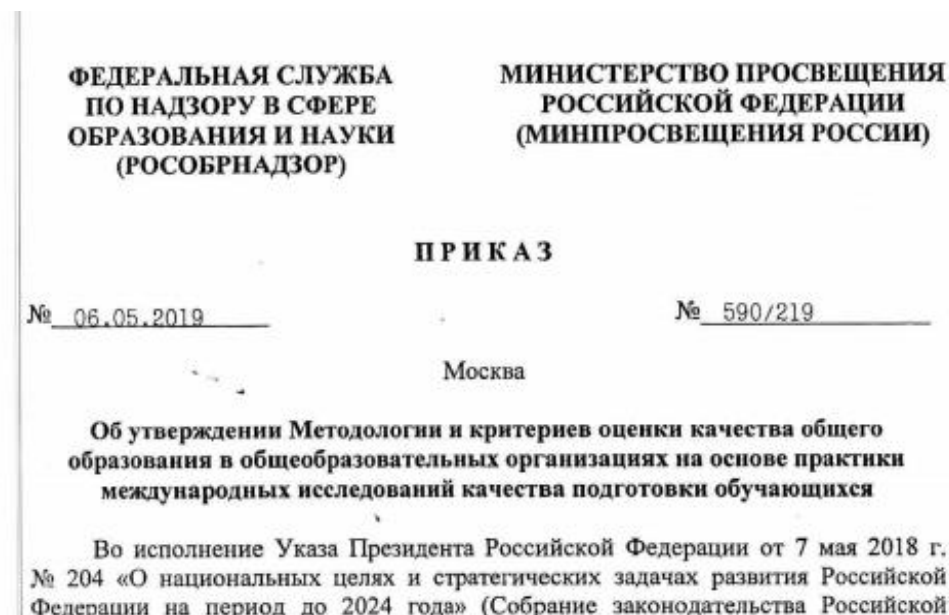 ФЕДЕРАЛЬНАЯ СЛУЖБА
ПО НАДЗОРУ В СФЕРЕ
ОБРАЗОВАНИЯ И НАУКИ
(РОСОБРНАДЗОР)
МИНИСТЕРСТВО ПРОСВЕЩЕНИЯ
РОССИЙСКОЙ ФЕДЕРАЦИИ
(МИНПРОСВЕЩЕНИЯ РОССИИ)
ПРИКАЗ
№ 06.05.2019 № 590/219
Москва
Об утверждении Методологии и критериев оценки качества общего
образования в общеобразовательных организациях на основе практики
международных исследований качества подготовки обучающихся
Во исполнение Указа Президента Российской Федерации от 7 мая 2018 г.
№ 204 «О национальных целях и стратегических задачах развития Российской
Федерации на период до 2024 года» (Собрание законодательства Российской